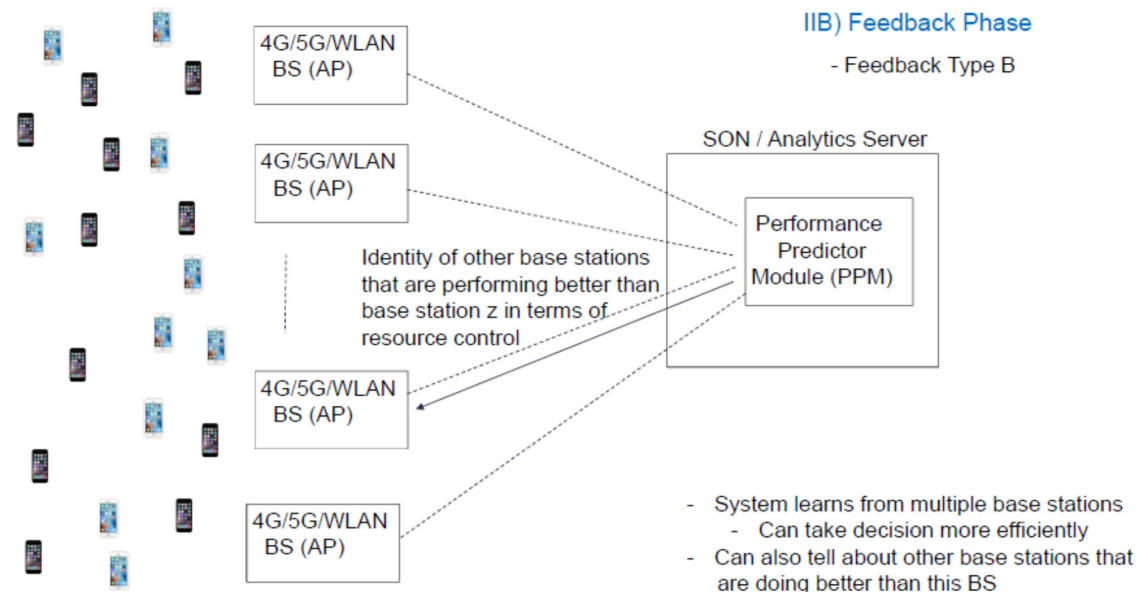 IIB) Feedback Phase
- Feedback Type B
4G/5G/WLAN
BS (AP)
SON / Analytics Server
4G/5G/WLAN
BS (AP)
Performance
Predictor
Module (PPM)
Identity of other base stations
that are performing better than
base station z in terms of
resource control
4G/5G/WLAN
BS (AP)
4G/5G/WLAN
BS (AP)
- System learns from multiple base stations
- Can take decision more efficiently
- Can also tell about other base stations that
are doing better than this BS